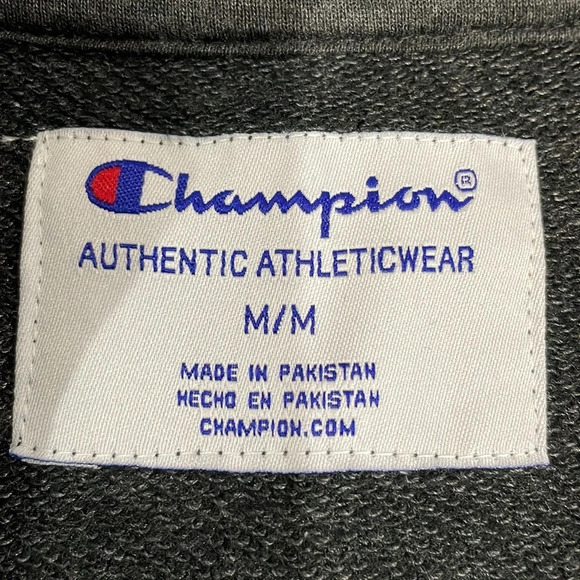 Champion®
AUTHENTIC ATHLETICWEAR
M/M
MADE IN PAKISTAN
HECHO EN PAKISTAN
CHAMPION.COM